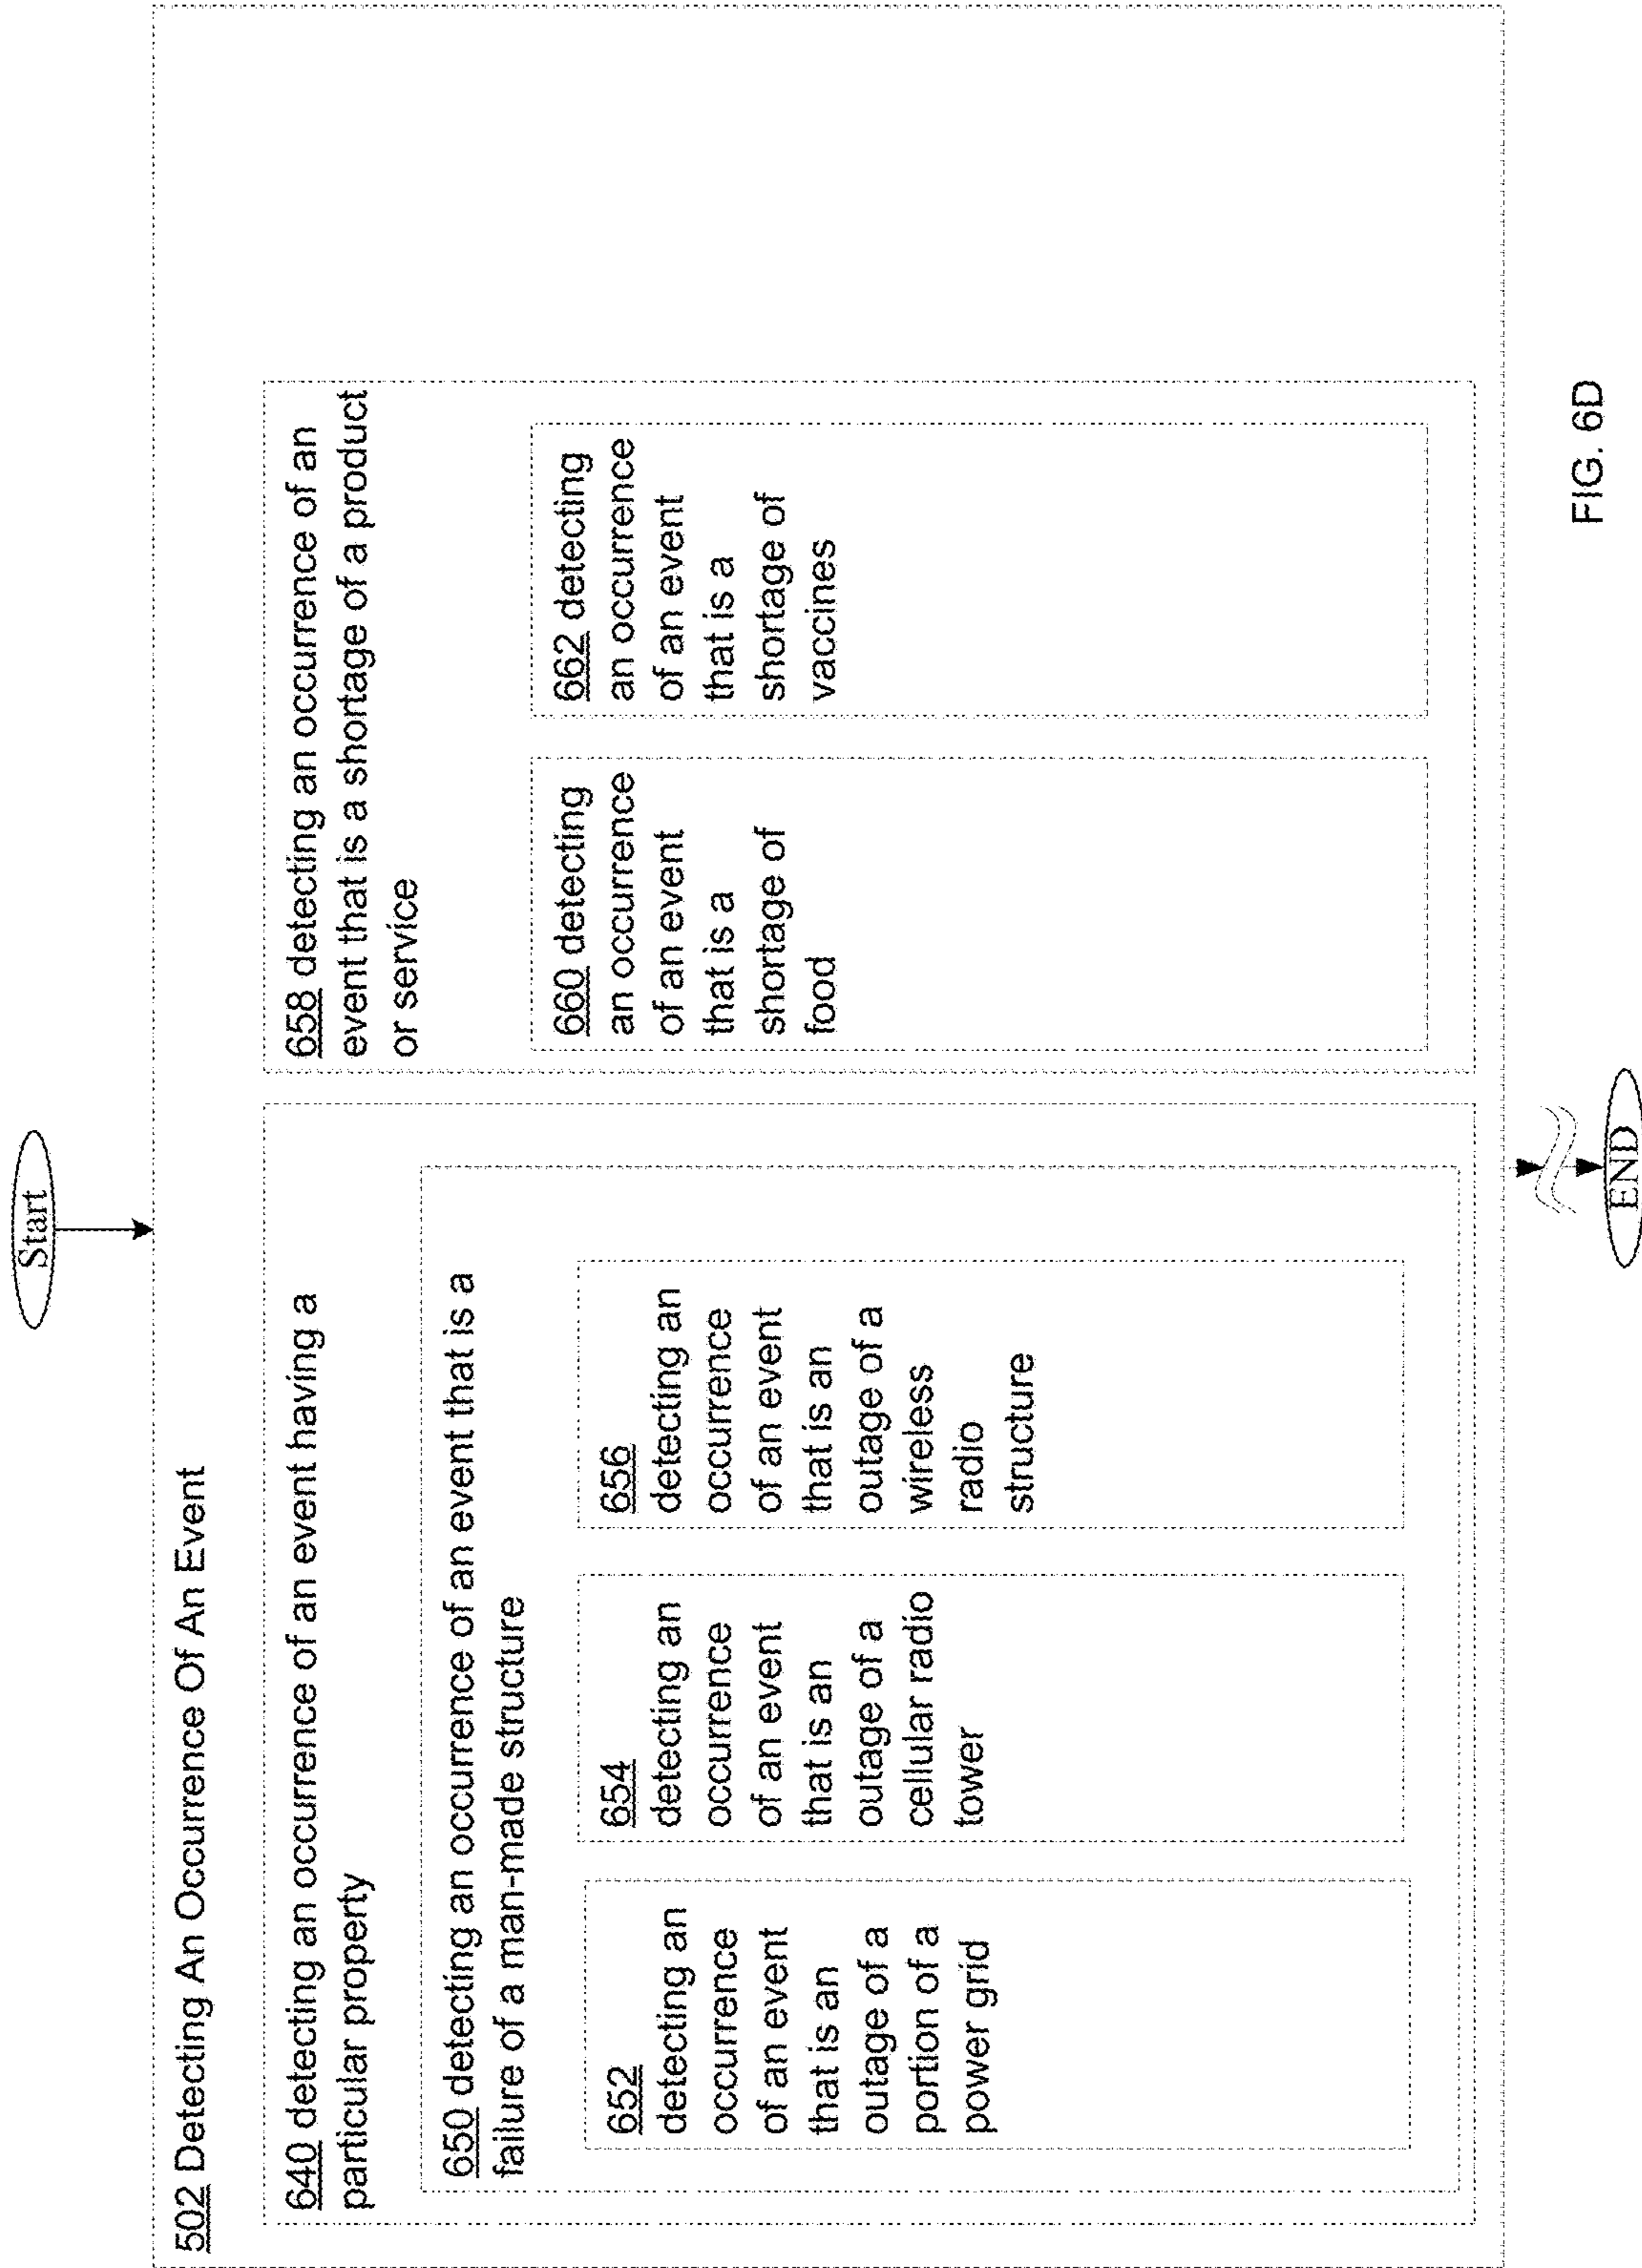 Start
502 Detecting An Occurrence Of An Event
640 detecting an occurrence of an event having a
particular property
650 detecting an occurrence of an event that is a
failure of a man-made structure
652
detecting an
occurrence
of an event
that is an
outage of a
portion of a
power grid
654
detecting an
occurrence
of an event
that is an
outage of a
cellular radio
tower
656
detecting an
occurrence
of an event
that is an
outage of a
wireless
radio
structure
658 detecting an occurrence of an
event that is a shortage of a product
or service
660 detecting
an occurrence
of an event
that is a
shortage of
food
662 detecting
an occurrence
of an event
that is a
shortage of
vaccines
END
FIG. 6D